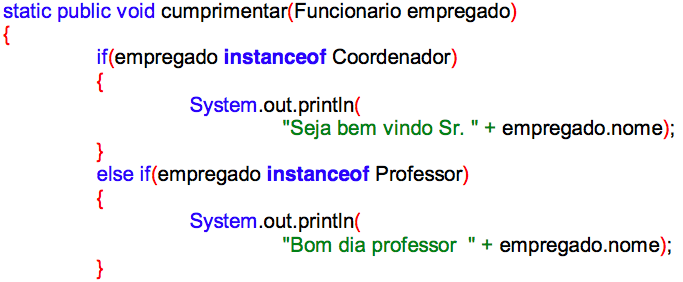 static public void cumprimentar(Funcionario empregado)
{
if(empregado instanceof Coordenador)
{
System.out.println(
"Seja bem vindo Sr. " + empregado.nome);
}
else if(empregado instanceof Professor)
{
System.out.println(
"Bom dia professor  " + empregado.nome);
}